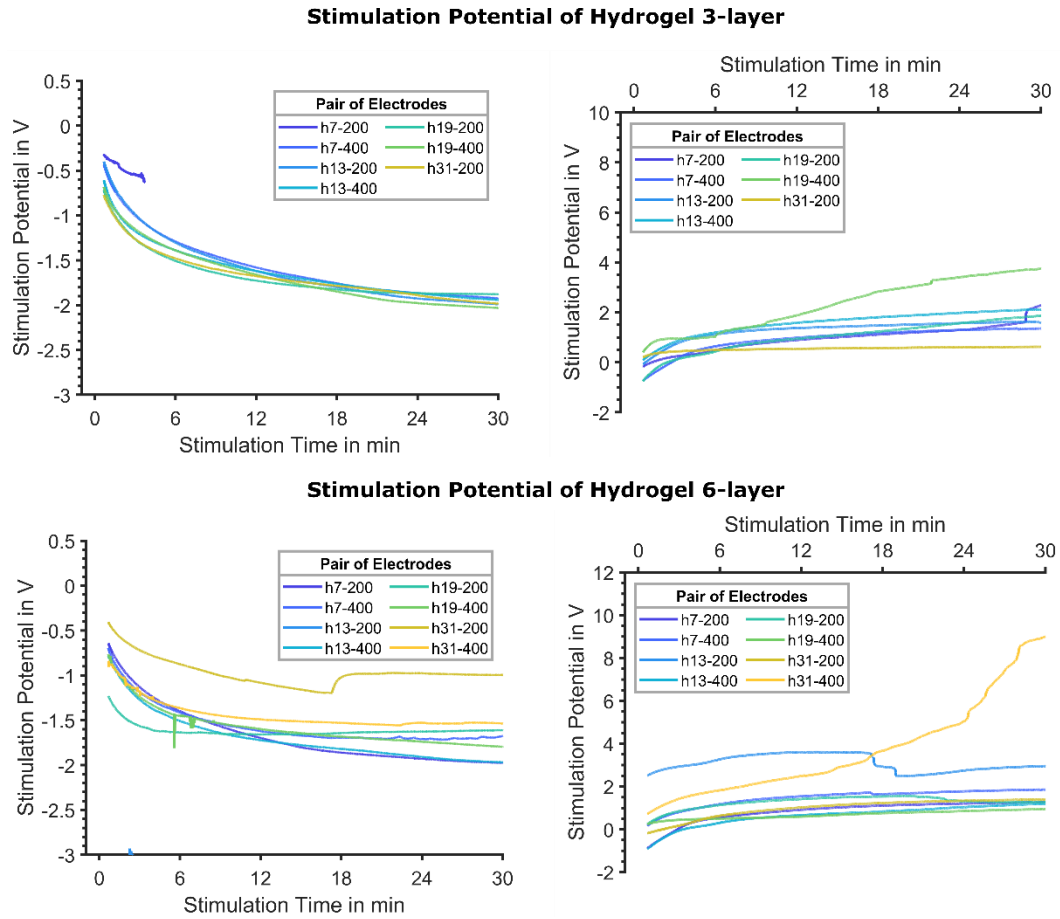 Stimulation Potential of Hydrogel 3-layer
Stimulation Potential in V
0.5
0
-0.5
-1
-1.5
-2
-2.5
-3
Pair of Electrodes
h7-200 h19-200
h7-400 h19-400
h13-200 h31-200
h13-400
0 6 12 18 24 30
Stimulation Time in min
Stimulation Time in min
0 6 12 18 24 30
Stimulation Potential in V
10
8
6
4
2
0
-2
Pair of Electrodes
h7-200 h19-200
h7-400 h19-400
h13-200 h31-200
h13-400
Stimulation Potential of Hydrogel 6-layer
Stimulation Potential in V
0.5
0
-0.5
-1
-1.5
-2
-2.5
-3
Pair of Electrodes
h7-200 h19-200
h7-400 h19-400
h13-200 h31-200
h13-400 h31-400
0 6 12 18 24 30
Stimulation Time in min
Stimulation Time in min
0 6 12 18 24 30
Stimulation Potential in V
12
10
8
6
4
2
0
-2
Pair of Electrodes
h7-200 h19-200
h7-400 h19-400
h13-200 h31-200
h13-400 h31-400